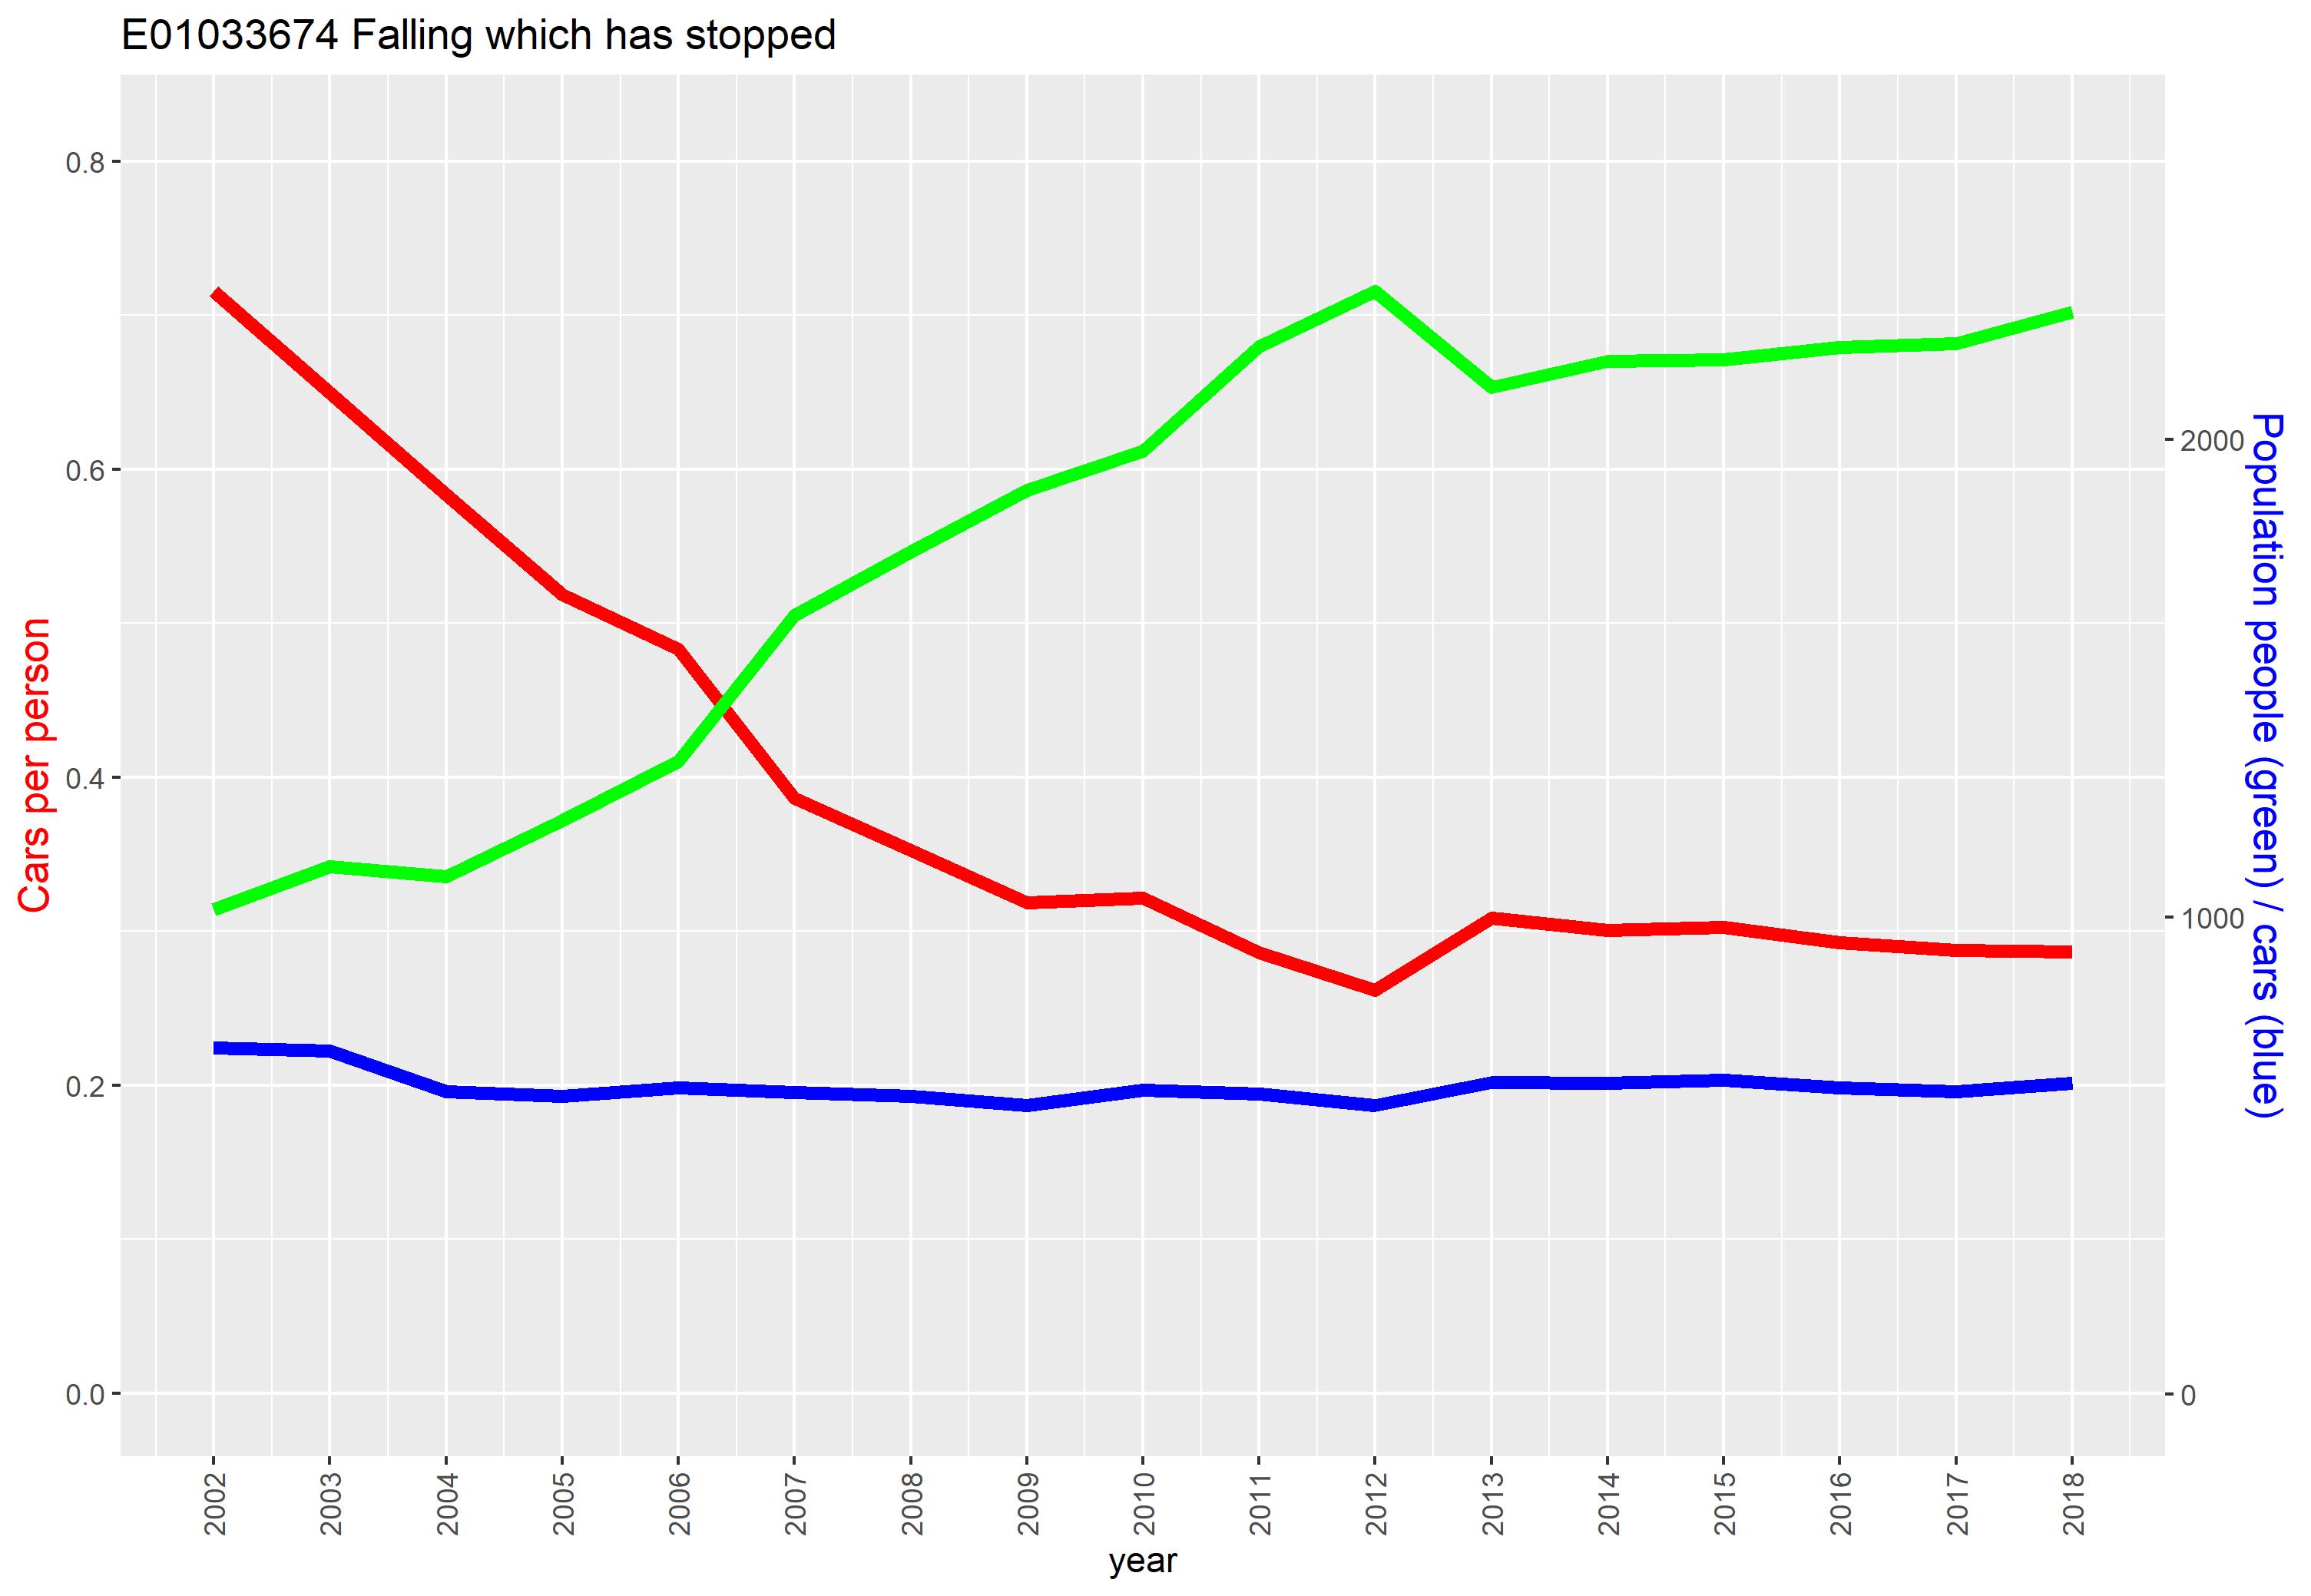 E01033674 Falling which has stopped
Cars per person
0.8
0.6
0.4
0.2
0.0
2000
1000
0
Population people (green) / cars (blue)
2002 2003 2004 2005 2006 2007 2008 2009 2010 2011 2012 2013 2014 2015 2016 2017 2018
year